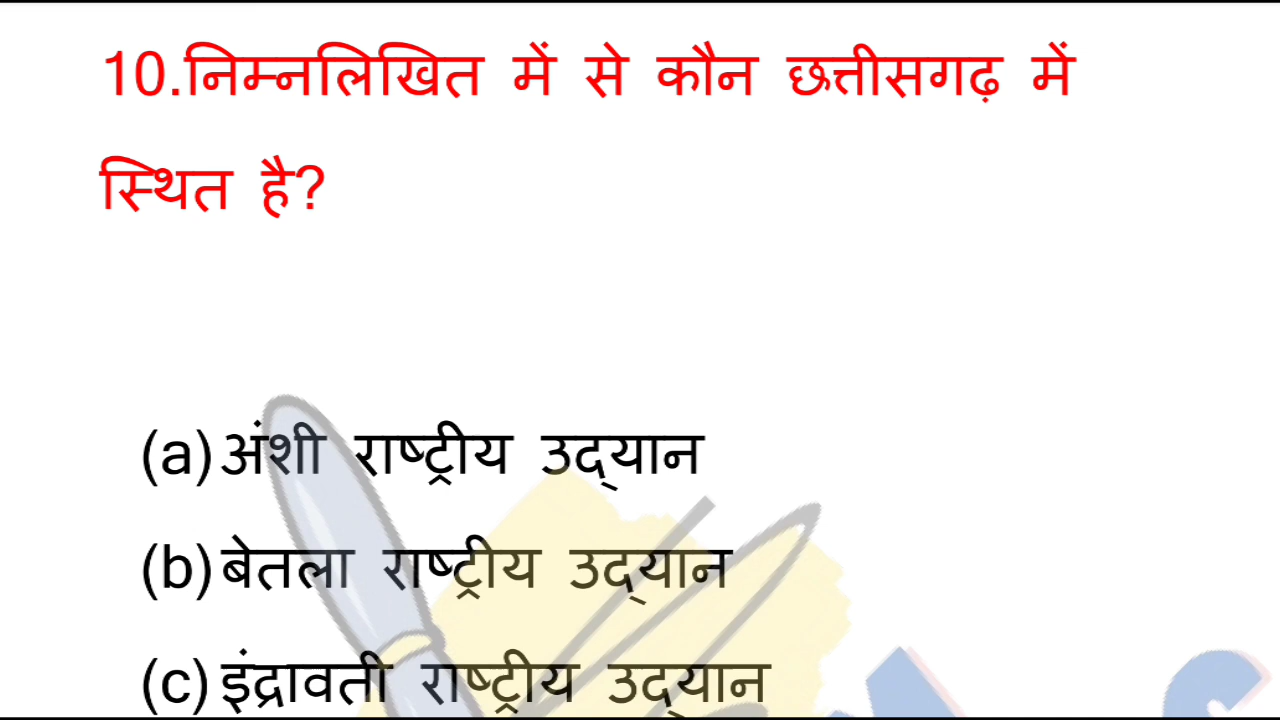 10.निम्नलिखित में से कौन छत्तीसगढ़ में
स्थित है?
(a)अंशी राष्ट्रीय उद्यान
(b)बेतला राष्ट्रीय उद्यान
(c)इंद्रावती राष्ट्रीय उद्यान